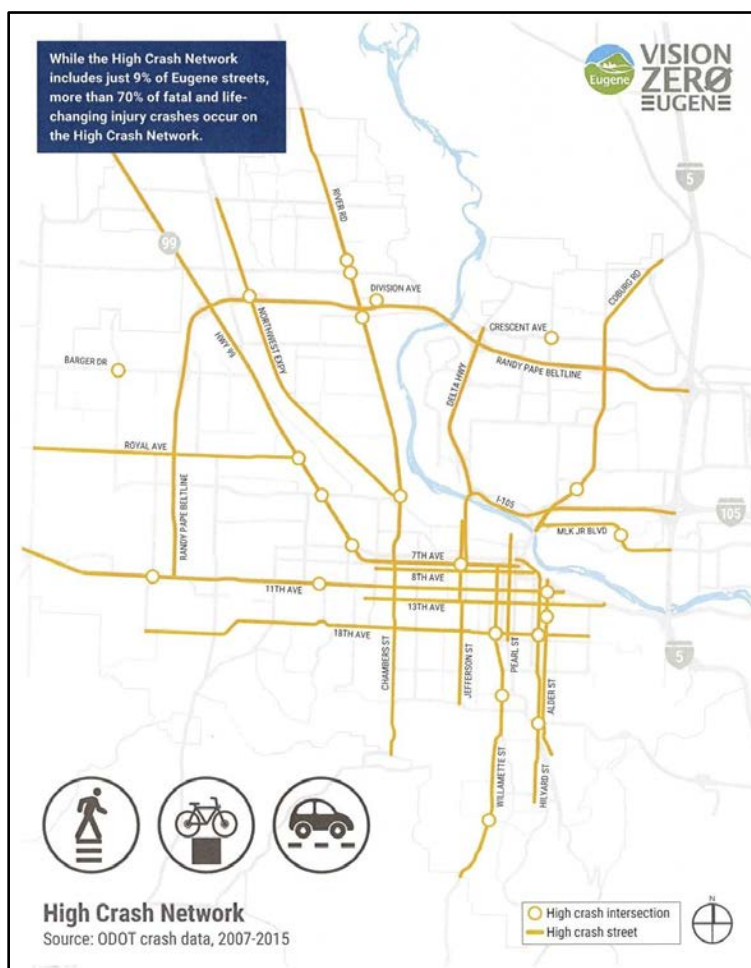 While the High Crash Network
includes just 9% of Eugene streets,
more than 70% of fatal and life-
changing injury crashes occur on
the High Crash Network.
Eugene
VISION
ZERO
EUGENE
5
RIVER RD
99
COBURG RD
DIVISION AVE
CRESCENT AVE
NORTHWEST EXPY
HWY 99
BARGER DR
RANDY PAPE BELTLINE
DELTA HWY
ROYAL AVE
I-105
105
RANDY PAPE BELTLINE
MLK JR BLVD
7TH AVE
8TH AVE
11TH AVE
13TH AVE
18TH AVE
CHAMBERS ST
JEFFERSON ST
PEARL ST
5
ALDER ST
WILLAMETTE ST
HILYARD ST
High Crash Network
Source: ODOT crash data, 2007-2015
N
High crash intersection
High crash street